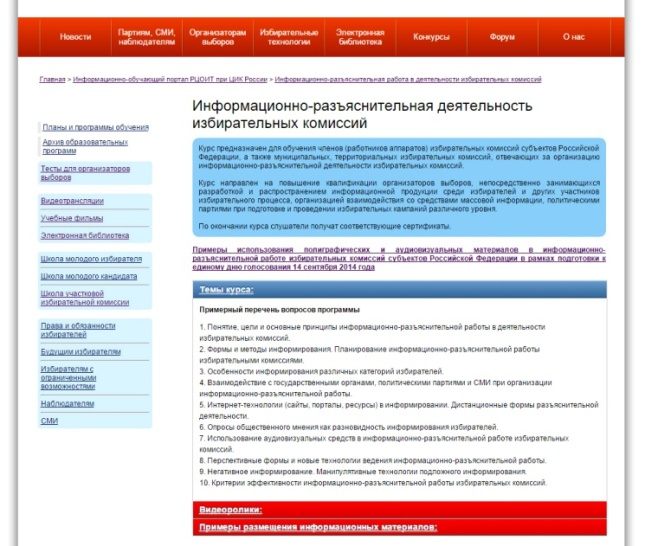 Новости
Партиям, СМИ,
наблюдателям
Организаторам
выборов
Избирательные
технологии
Электронная
библиотека
Конкурсы
Форум
О нас
Главная > Информационно-обучающий портал РЦОИТ при ЦИК России > Информационно-разъяснительная работа в деятельности избирательных комиссий
Планы и программы обучения
Архив образовательных
программ
Тесты для организаторов
выборов
Видеотрансляции
Учебные фильмы
Электронная библиотека
Школа молодого избирателя
Школа молодого кандидата
Школа участковой
избирательной комиссии
Права и обязанности
избирателей
Будущим избирателям
Избирателям с
ограниченными
возможностями
Наблюдателям
СМИ
Информационно-разъяснительная деятельность
избирательных комиссий
Курс предназначен для обучения членов (работников аппаратов) избирательных комиссий субъектов Российской
Федерации, а также муниципальных, территориальных избирательных комиссий, отвечающих за организацию
информационно-разъяснительной деятельности избирательных комиссий.
Курс направлен на повышение квалификации организаторов выборов, непосредственно занимающихся
разработкой и распространением информационной продукции среди избирателей и других участников
избирательного процесса, организацией взаимодействия со средствами массовой информации, политическими
партиями при подготовке и проведении избирательных кампаний различного уровня.
По окончании курса слушатели получат соответствующие сертификаты.
Примеры использования полиграфических и аудиовизуальных материалов в информационно-
разъяснительной работе избирательных комиссий субъектов Российской Федерации в рамках подготовки к
единому дню голосования 14 сентября 2014 года
Темы курса:
Примерный перечень вопросов программы
1. Понятие, цели и основные принципы информационно-разъяснительной работы в деятельности
избирательных комиссий.
2. Формы и методы информирования. Планирование информационно-разъяснительной работы
избирательными комиссиями.
3. Особенности информирования различных категорий избирателей.
4. Взаимодействие с государственными органами, политическими партиями и СМИ при организации
информационно-разъяснительной работы.
5. Интернет-технологии (сайты, порталы, ресурсы) в информировании. Дистанционные формы разъяснительной
деятельности.
6. Опросы общественного мнения как разновидность информирования избирателей.
7. Использование аудиовизуальных средств в информационно-разъяснительной работе избирательных
комиссий.
8. Перспективные формы и новые технологии ведения информационно-разъяснительной работы.
9. Негативное информирование. Манипулятивные технологии подложного информирования.
10. Критерии эффективности информационно-разъяснительной работы избирательных комиссий.
Видеоролики:
Примеры размещения информационных материалов: